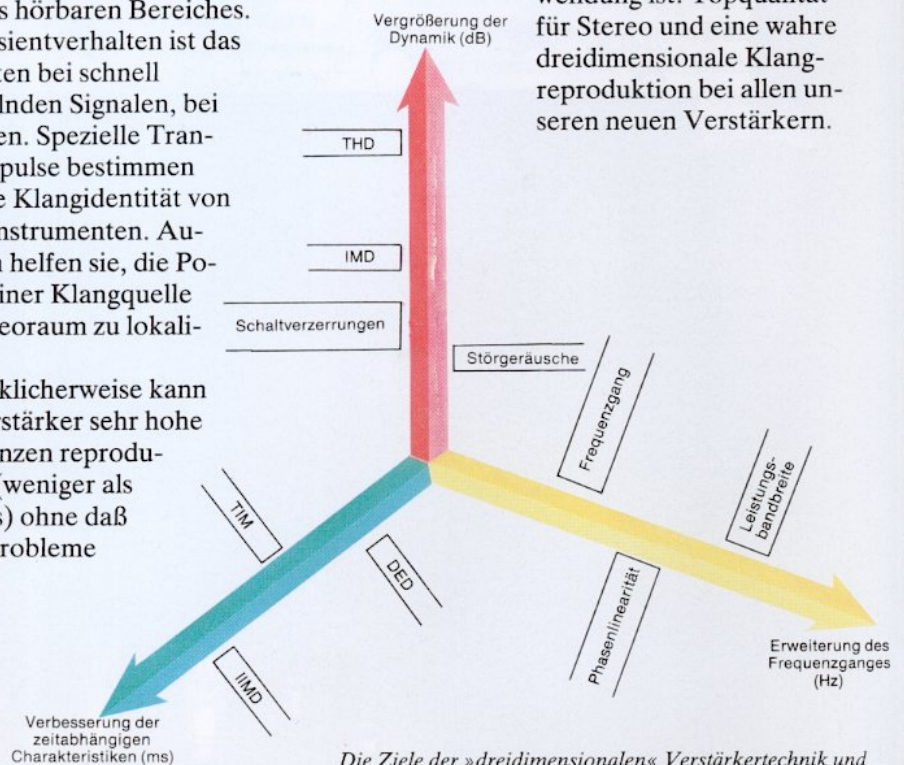 s hörbaren Bereiches.
sientverhalten ist das
ten bei schnell
lnden Signalen, bei
en. Spezielle Tran-
pulse bestimmen
e Klangidentität von
nstrumenten. Au-
n helfen sie, die Po-
iner Klangquelle
eoraum zu lokali-
klicherweise kann
rstärker sehr hohe
nzen reprodu-
(weniger als
s) ohne daß
robleme
wendung ist. Topqualität
für Stereo und eine wahre
dreidimensionale Klang-
reproduktion bei allen un-
seren neuen Verstärkern.
Vergrößerung der
Dynamik (dB)
THD
IMD
Schaltverzerrungen
Störgeräusche
Frequenzgang
Leistungs-
bandbreite
Phasenlinearität
Erweiterung des
Frequenzganges
(Hz)
TIM
DED
IIMD
Verbesserung der
zeitabhängigen
Charakteristiken (ms)
Die Ziele der »dreidimensionalen« Verstärkertechnik und